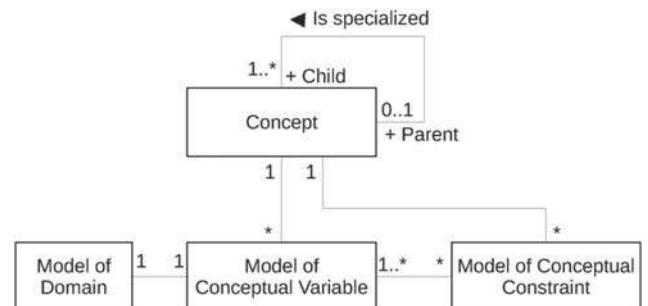 ◄ Is specialized
1..*
+ Child
Concept
0..1
+ Parent
1
1
*
*
Model of
Domain
1
1
Model of
Conceptual Variable
1..*
*
Model of Conceptual
Constraint